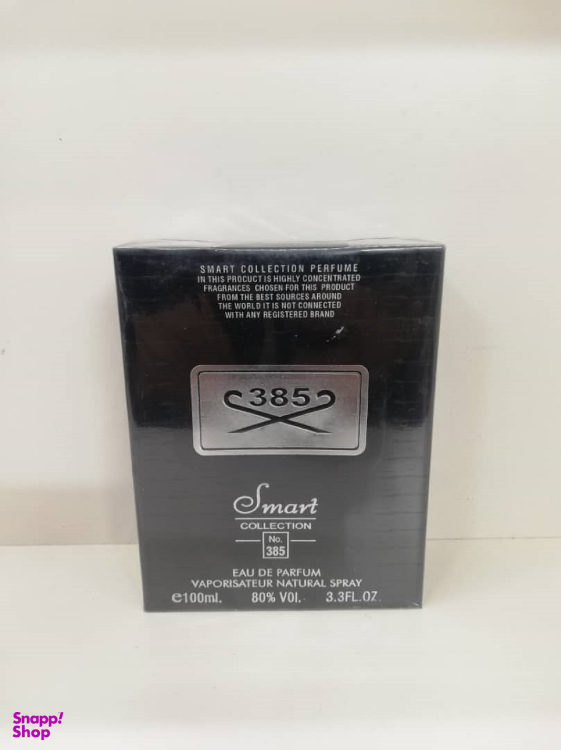 SMART COLLECTION PERFUME
IN THIS PROCUCT IS HIGHLY CONCENTRATED
FRAGRANCES CHOSEN FOR THIS PRODUCT
FROM THE BEST SOURCES AROUND
THE WORLD IT IS NOT CONNECTED
WITH ANY REGISTERED BRAND
385
Smart
COLLECTION
No.
385
EAU DE PARFUM
VAPORISATEUR NATURAL SPRAY
℮100ml. 80% VOl. 3.3FL.OZ.
Snapp!
Shop